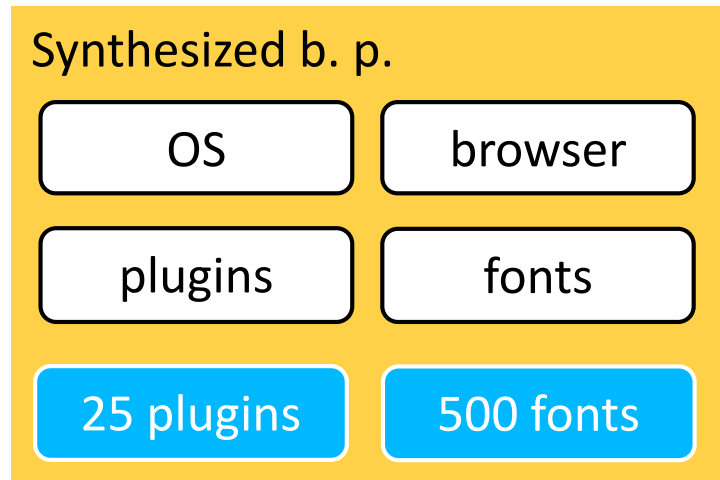 Synthesized b. p.
OS browser
plugins fonts
25 plugins 500 fonts